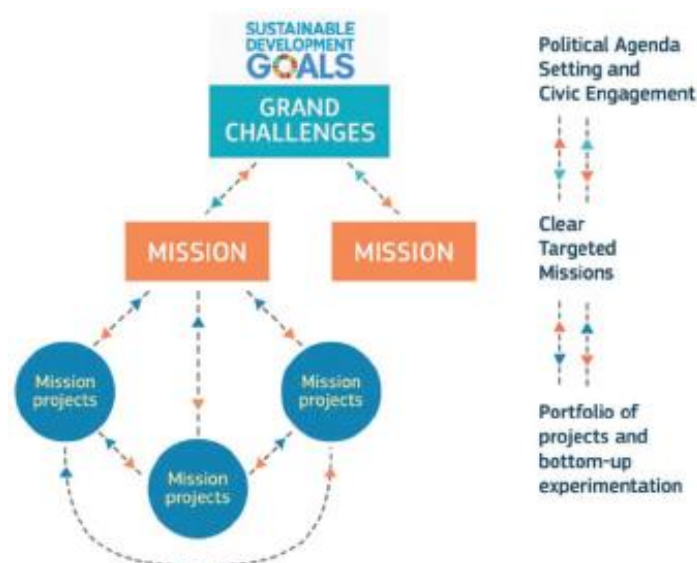 SUSTAINABLE
DEVELOPMENT
GOALS
GRAND
CHALLENGES
MISSION
MISSION
Mission
projects
Mission
projects
Mission
projects
Political Agenda
Setting and
Civic Engagement
Clear
Targeted
Missions
Portfolio of
projects and
bottom-up
experimentation